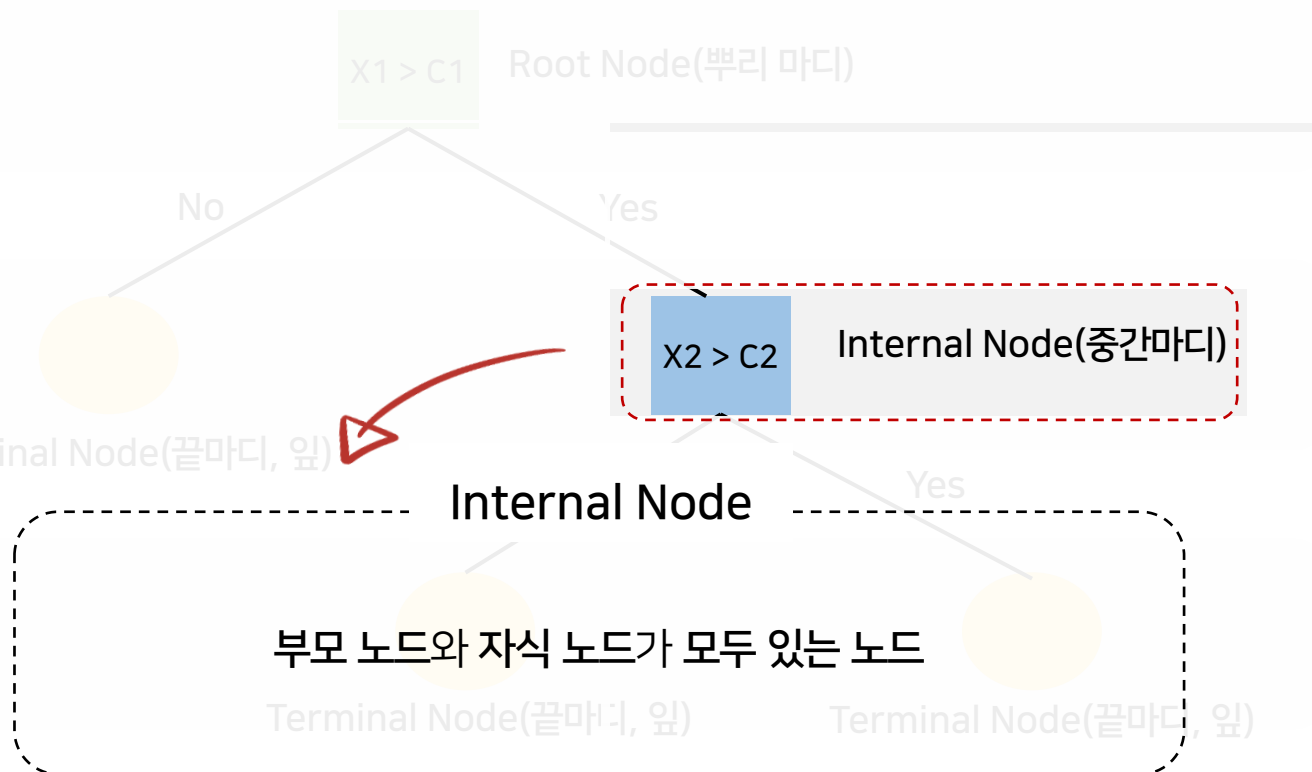 X1 > C1
Root Node(뿌리 마디)
No
Yes
X2 > C2
Internal Node(중간마디)
inal Node(끝마디, 잎)
Yes
Internal Node
부모 노드와 자식 노드가 모두 있는 노드
Terminal Node(끝마디, 잎)
Terminal Node(끝마디, 잎)